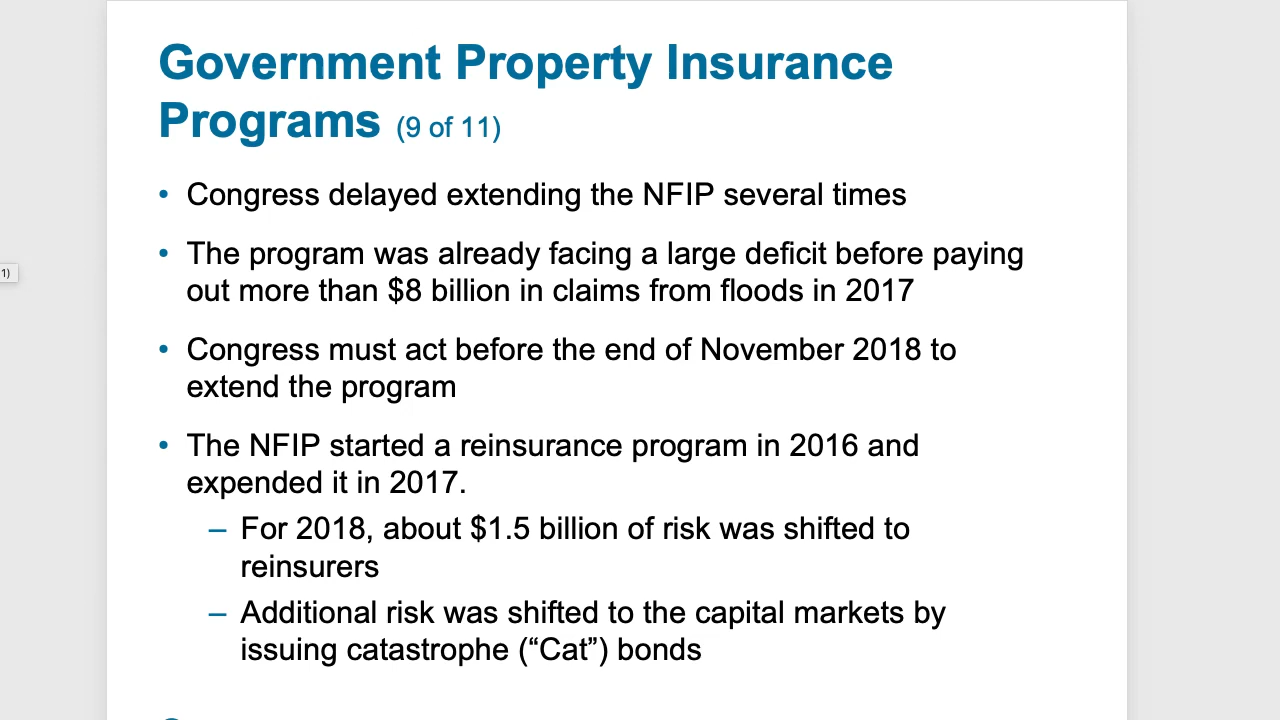 Government Property Insurance
Programs (9 of 11)
• Congress delayed extending the NFIP several times
• The program was already facing a large deficit before paying
out more than $8 billion in claims from floods in 2017
• Congress must act before the end of November 2018 to
extend the program
• The NFIP started a reinsurance program in 2016 and
expended it in 2017.
– For 2018, about $1.5 billion of risk was shifted to
reinsurers
– Additional risk was shifted to the capital markets by
issuing catastrophe (“Cat”) bonds
1)